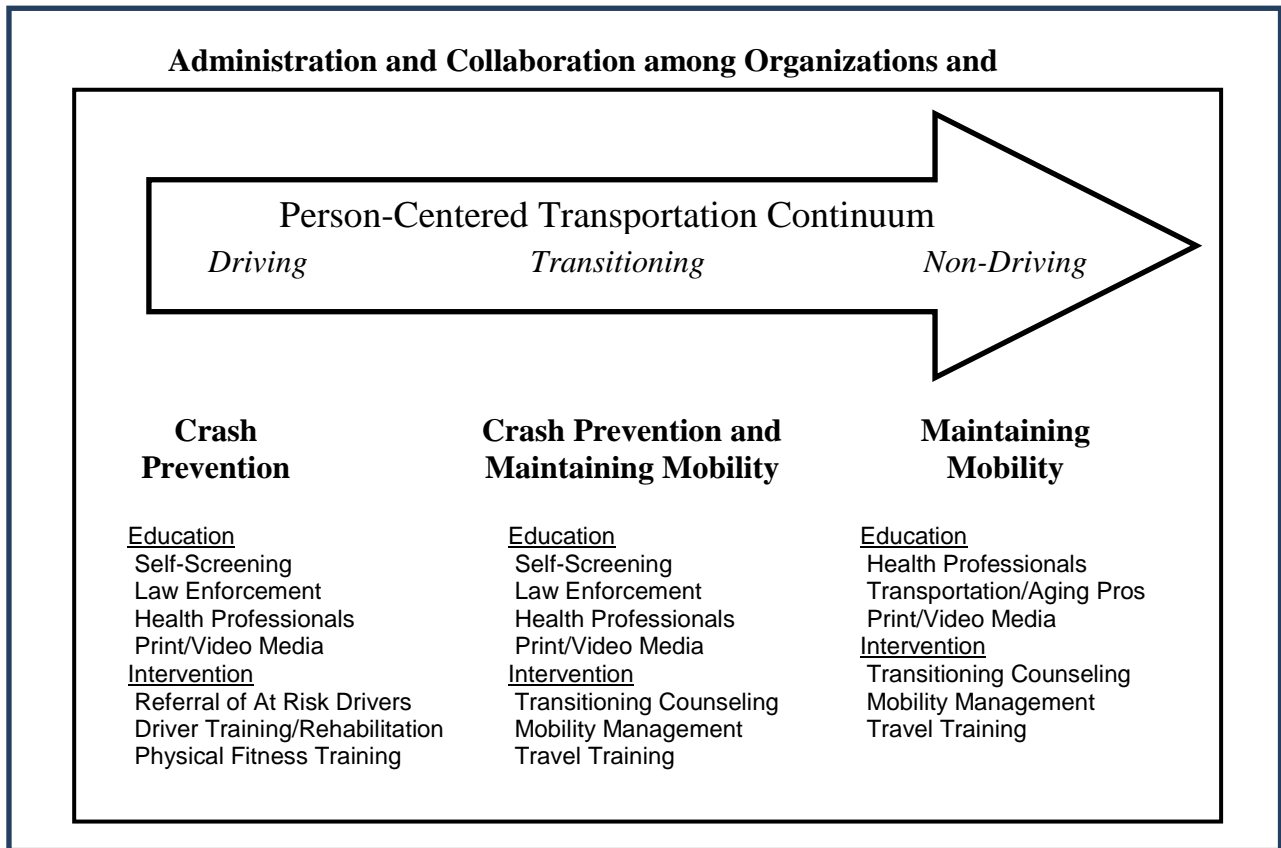 Administration and Collaboration among Organizations and
Person-Centered Transportation Continuum
Driving Transitioning Non-Driving
Crash
Prevention
Crash Prevention and
Maintaining Mobility
Maintaining
Mobility
Education
Self-Screening
Law Enforcement
Health Professionals
Print/Video Media
Intervention
Referral of At Risk Drivers
Driver Training/Rehabilitation
Physical Fitness Training
Education
Self-Screening
Law Enforcement
Health Professionals
Print/Video Media
Intervention
Transitioning Counseling
Mobility Management
Travel Training
Education
Health Professionals
Transportation/Aging Pros
Print/Video Media
Intervention
Transitioning Counseling
Mobility Management
Travel Training